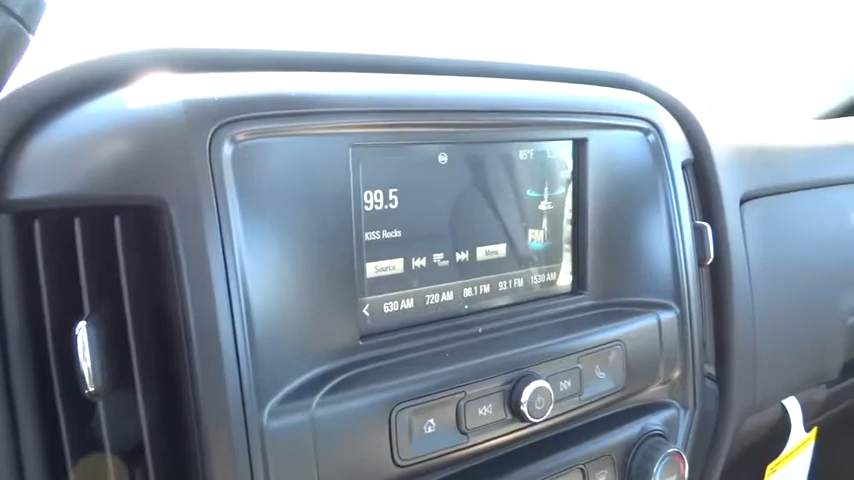 65°F
99.5
KISS Rocks
FM
Source
Tune
Menu
630 AM 720 AM 88.1 FM 93.1 FM 1530 AM